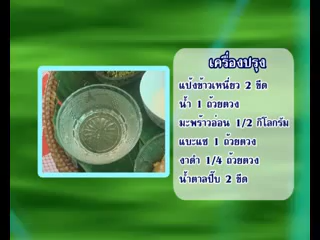 เครื่องปรุง
แป้งข้าวเหนียว 2 ขีด
น้ำ 1 ถ้วยตวง
มะพร้าวอ่อน 1/2 กิโลกรัม
แบะแซ 1 ถ้วยตวง
งาดำ 1/4 ถ้วยตวง
น้ำตาลปี๊บ 2 ขีด